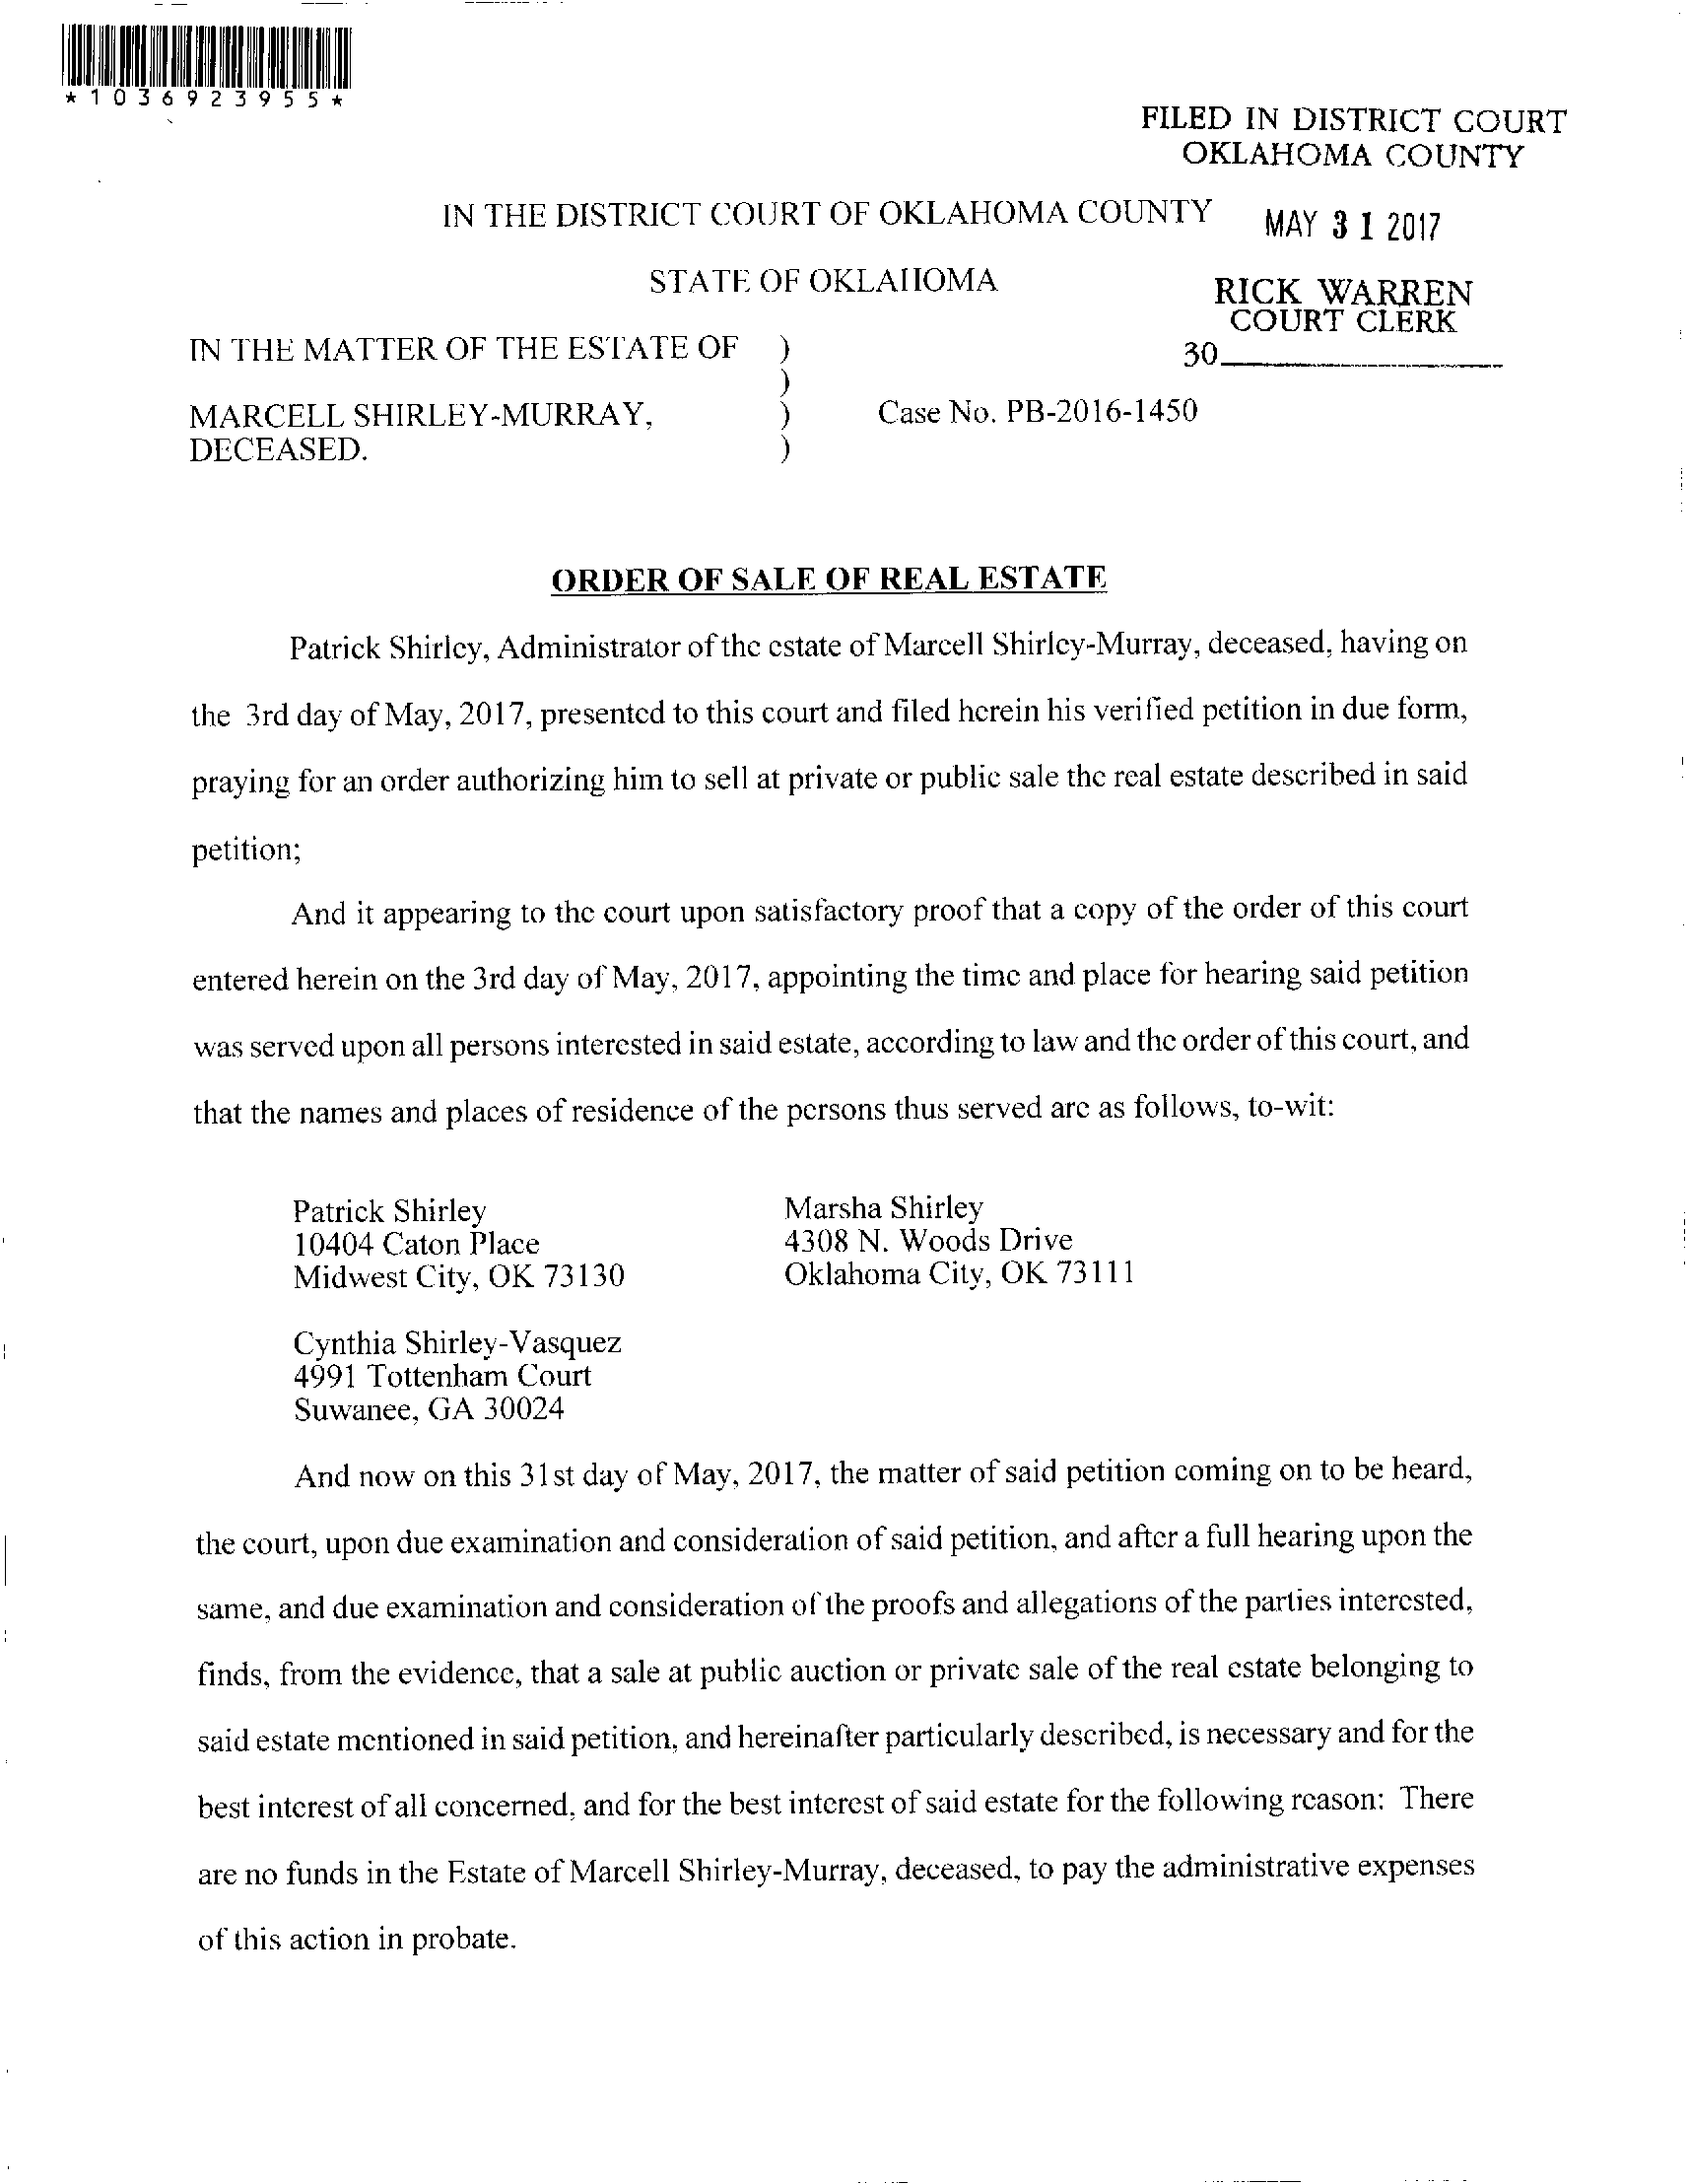 *1036923955*
FILED IN DISTRICT COURT
OKLAHOMA COUNTY
IN THE DISTRICT COURT OF OKLAHOMA COUNTY
MAY 31 2017
STATE OF OKLAHOMA
RICK WARREN
COURT CLERK
30
IN THE MATTER OF THE ESTATE OF )
)
MARCELL SHIRLEY-MURRAY, ) Case No. PB-2016-1450
DECEASED. )
ORDER OF SALE OF REAL ESTATE
Patrick Shirley, Administrator of the estate of Marcell Shirley-Murray, deceased, having on
the 3rd day of May, 2017, presented to this court and filed herein his verified petition in due form,
praying for an order authorizing him to sell at private or public sale the real estate described in said
petition;
And it appearing to the court upon satisfactory proof that a copy of the order of this court
entered herein on the 3rd day of May, 2017, appointing the time and place for hearing said petition
was served upon all persons interested in said estate, according to law and the order of this court, and
that the names and places of residence of the persons thus served are as follows, to-wit:
Patrick Shirley
10404 Caton Place
Midwest City, OK 73130
Marsha Shirley
4308 N. Woods Drive
Oklahoma City, OK 73111
Cynthia Shirley-Vasquez
4991 Tottenham Court
Suwanee, GA 30024
And now on this 31st day of May, 2017, the matter of said petition coming on to be heard,
the court, upon due examination and consideration of said petition, and after a full hearing upon the
same, and due examination and consideration of the proofs and allegations of the parties interested,
finds, from the evidence, that a sale at public auction or private sale of the real estate belonging to
said estate mentioned in said petition, and hereinafter particularly described, is necessary and for the
best interest of all concerned, and for the best interest of said estate for the following reason: There
are no funds in the Estate of Marcell Shirley-Murray, deceased, to pay the administrative expenses
of this action in probate.